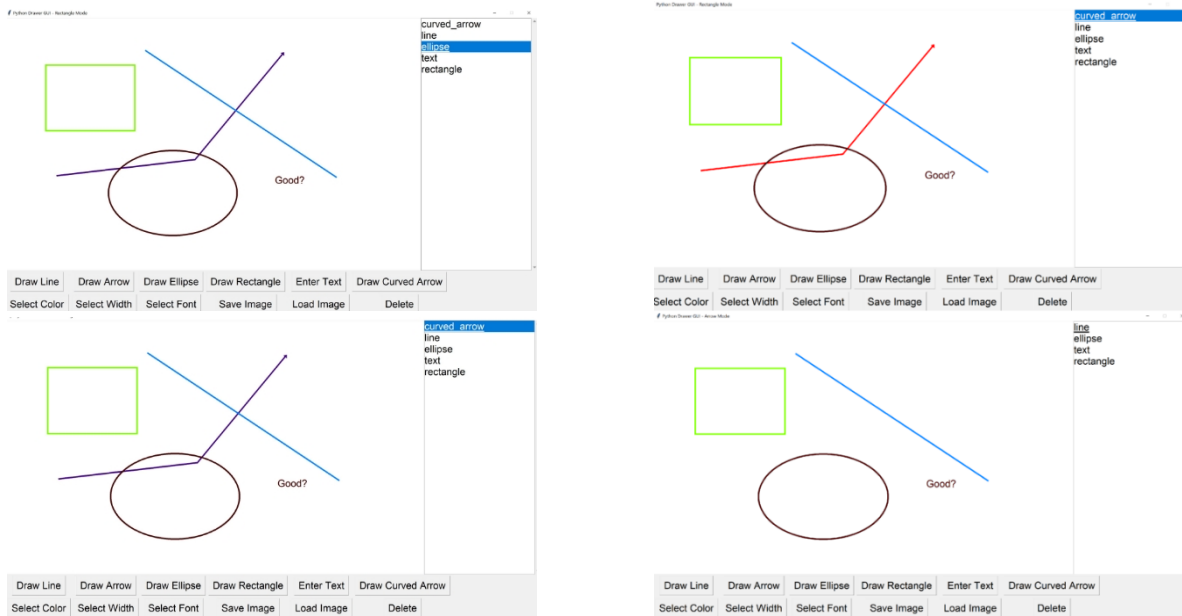 Python Drawer GUI - Rectangle Mode
curved_arrow
line
ellipse
text
rectangle
Good?
Draw Line Draw Arrow Draw Ellipse Draw Rectangle Enter Text Draw Curved Arrow
Select Color Select Width Select Font Save Image Load Image Delete
Python Drawer GUI - Rectangle Mode
curved_arrow
line
ellipse
text
rectangle
Good?
Draw Line Draw Arrow Draw Ellipse Draw Rectangle Enter Text Draw Curved Arrow
Select Color Select Width Select Font Save Image Load Image Delete
curved_arrow
line
ellipse
text
rectangle
Good?
Draw Line Draw Arrow Draw Ellipse Draw Rectangle Enter Text Draw Curved Arrow
Select Color Select Width Select Font Save Image Load Image Delete
Python Drawer GUI - Arrow Mode
line
ellipse
text
rectangle
Good?
Draw Line Draw Arrow Draw Ellipse Draw Rectangle Enter Text Draw Curved Arrow
Select Color Select Width Select Font Save Image Load Image Delete